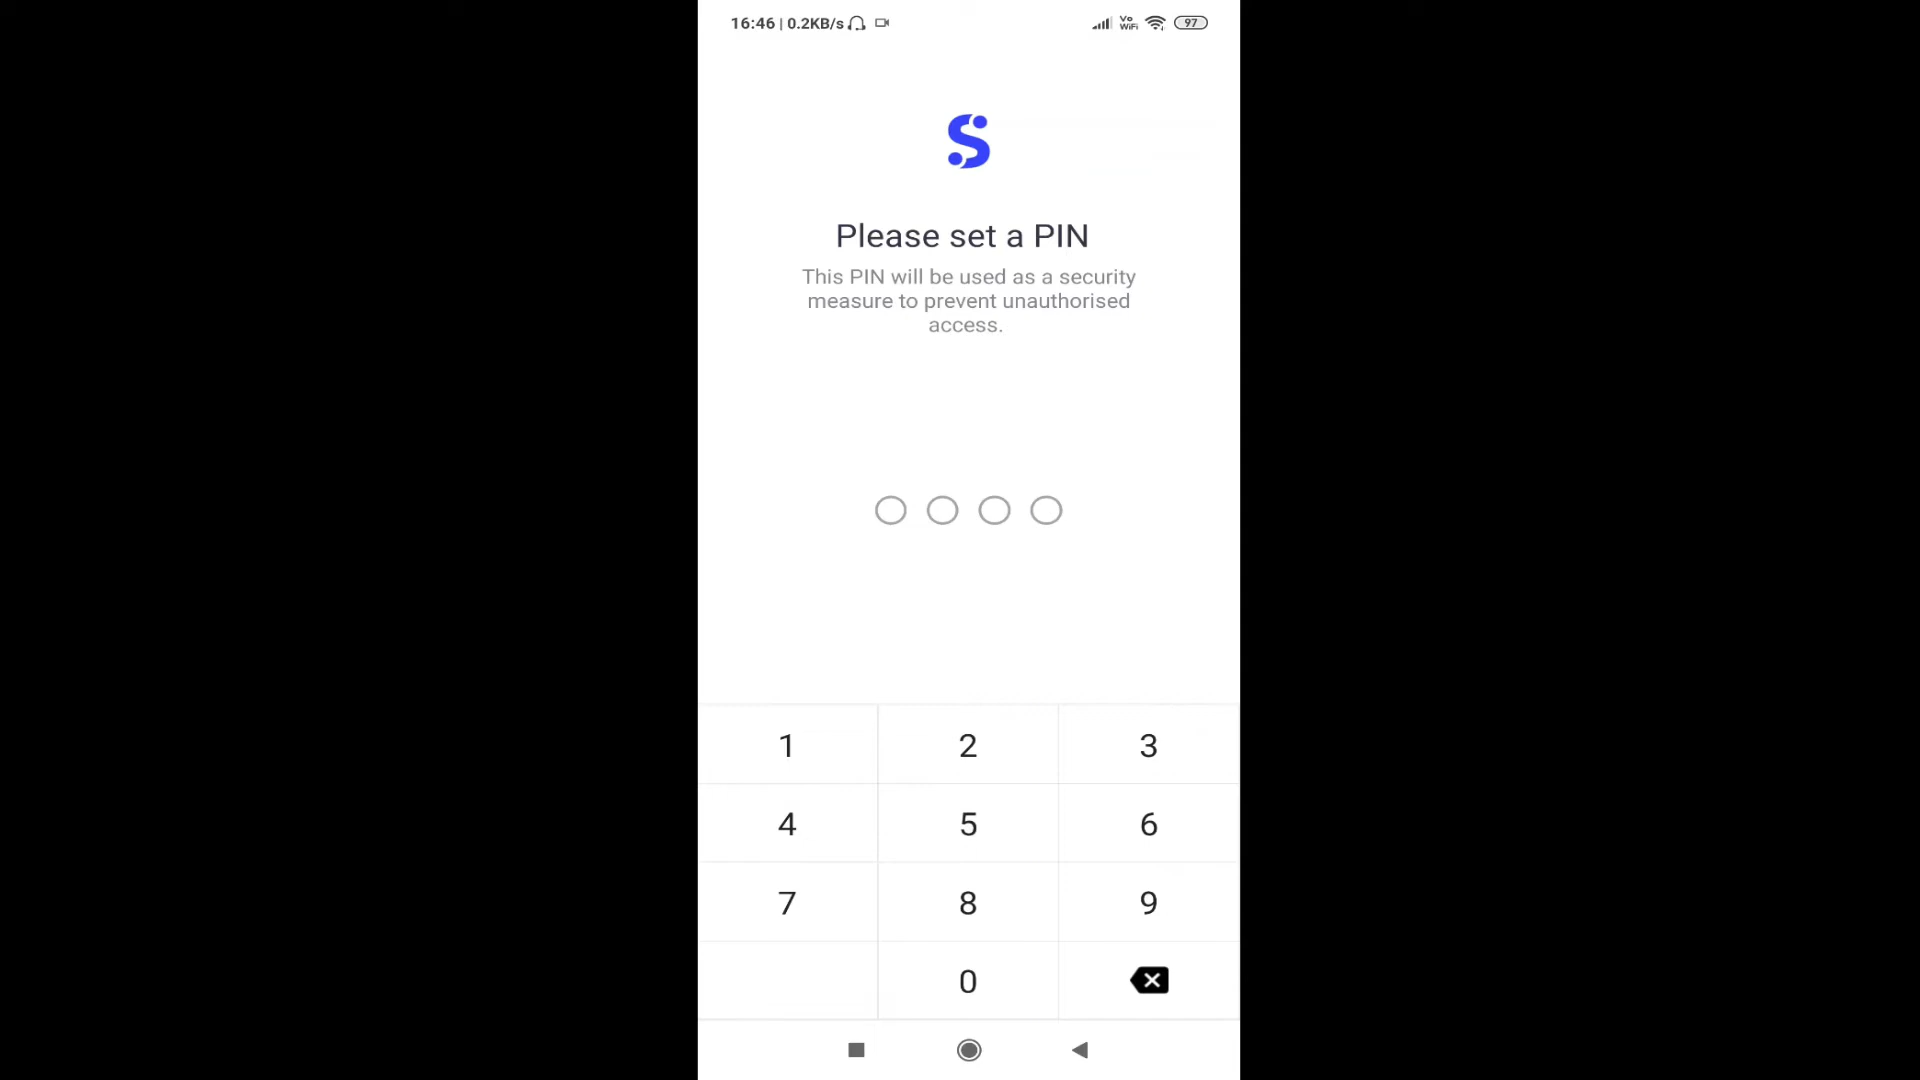 16:46 | 0.2KB/s
Vo
WiFi
97
S
Please set a PIN
This PIN will be used as a security
measure to prevent unauthorised
access.
1 2 3
4 5 6
7 8 9
0